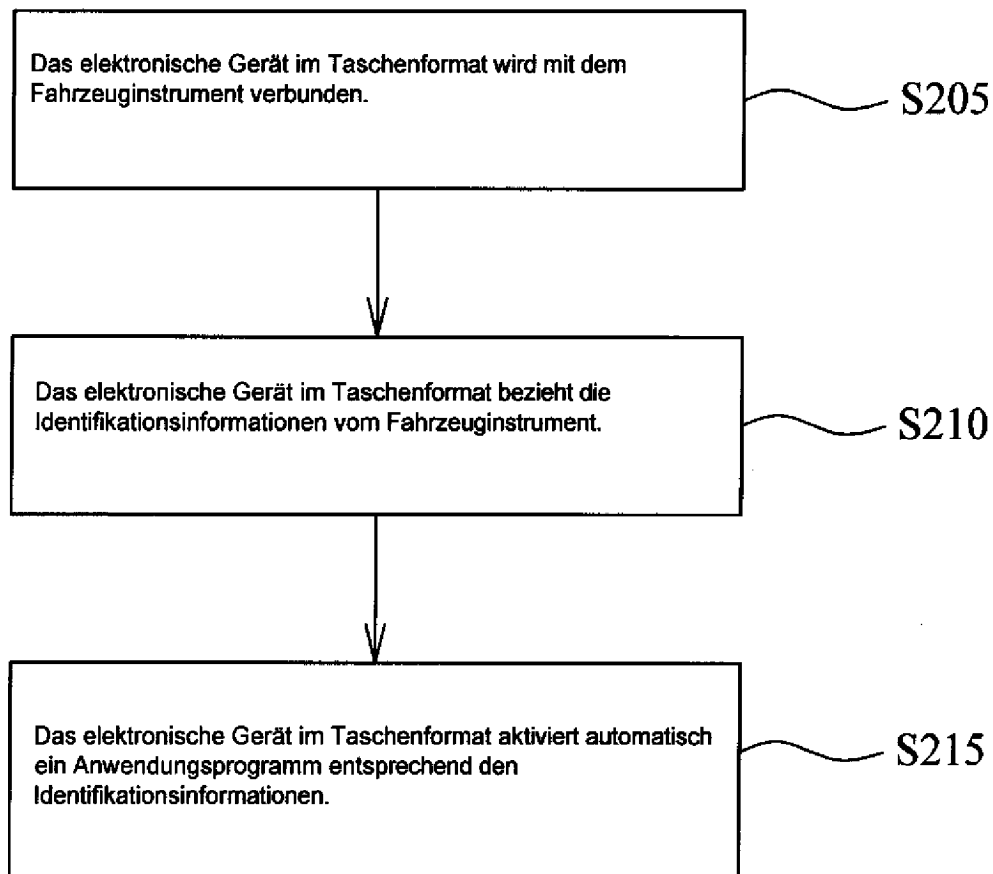 Das elektronische Gerät im Taschenformat wird mit dem
Fahrzeuginstrument verbunden.
S205
Das elektronische Gerät im Taschenformat bezieht die
Identifikationsinformationen vom Fahrzeuginstrument.
S210
Das elektronische Gerät im Taschenformat aktiviert automatisch
ein Anwendungsprogramm entsprechend den
Identifikationsinformationen.
S215